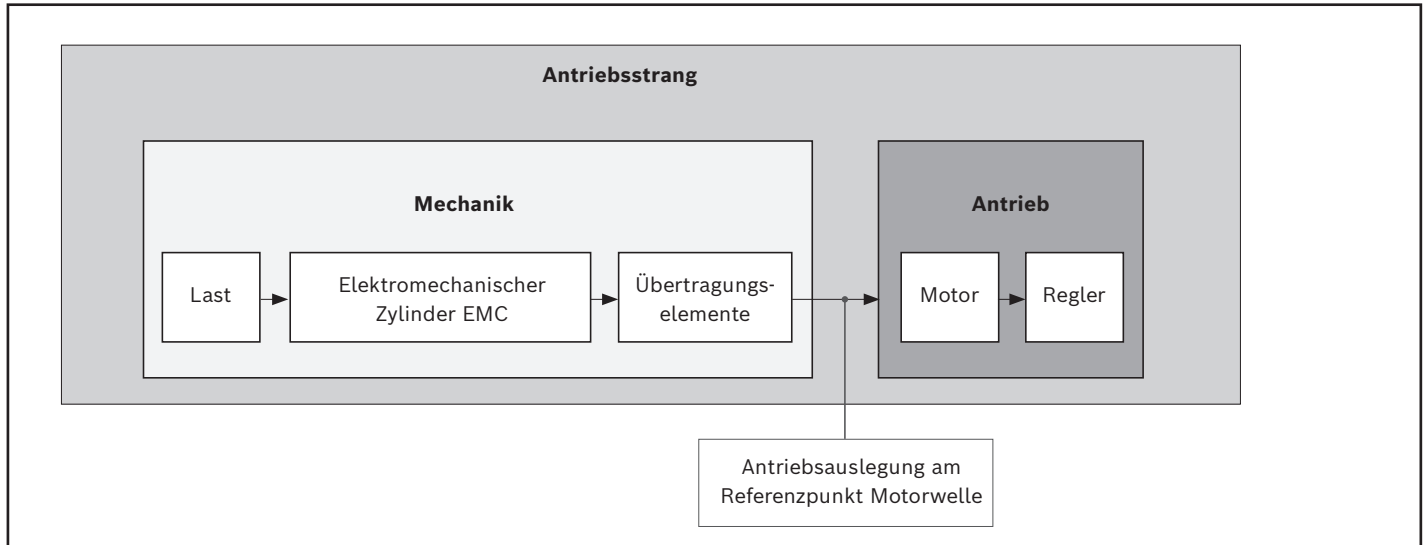 Antriebsstrang
Mechanik
Antrieb
Last
Elektromechanischer
Zylinder EMC
Übertragungs-
elemente
Motor
Regler
Antriebsauslegung am
Referenzpunkt Motorwelle